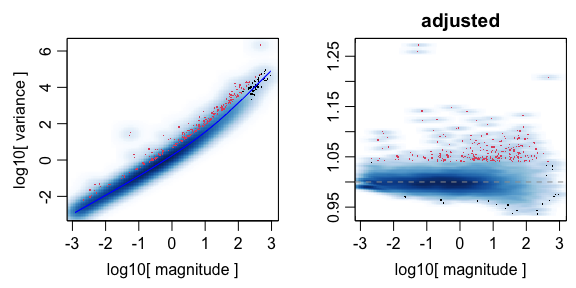 adjusted
log10[ variance ]
6
4
2
0
-2
-3 -2 -1 0 1 2 3
log10[ magnitude ]
1.25
1.15
1.05
0.95
-3 -2 -1 0 1 2 3
log10[ magnitude ]